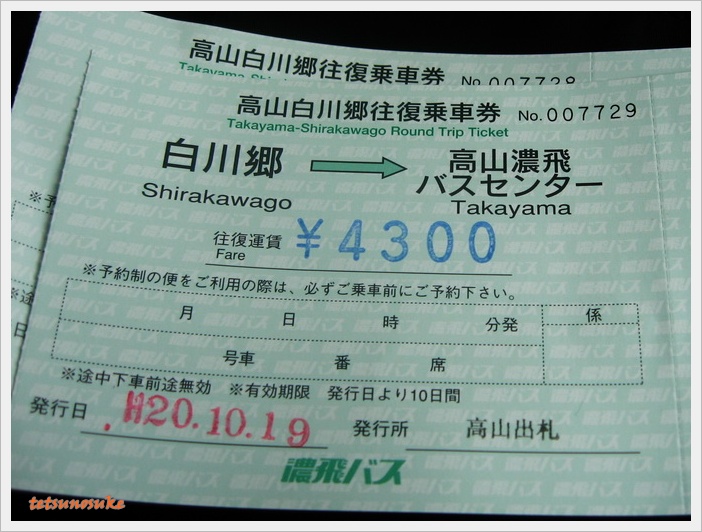 高山白川郷往復乗車券 No.007728
高山白川郷往復乗車券 No.007729
Takayama-Shirakawago Round Trip Ticket
白川郷
Shirakawago
高山濃飛
バスセンター
Takayama
往復運賃 ¥4300
Fare
※予約制の便をご利用の際は、必ずご乗車前にご予約下さい。
月 日 時 分発 係
号車 番 席
※途中下車前途無効 ※有効期限 発行日より10日間
発行日 H20.10.19 発行所 高山出札
濃飛バス
tetsunosuke